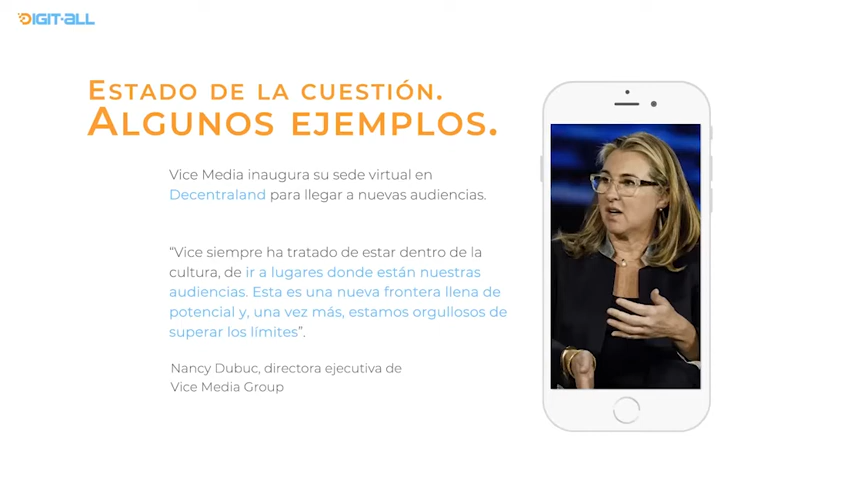 DIGIT-ALL
ESTADO DE LA CUESTIÓN.
ALGUNOS EJEMPLOS.
Vice Media inaugura su sede virtual en
Decentraland para llegar a nuevas audiencias.
“Vice siempre ha tratado de estar dentro de la
cultura, de ir a lugares donde están nuestras
audiencias. Esta es una nueva frontera llena de
potencial y, una vez más, estamos orgullosos de
superar los límites”.
Nancy Dubuc, directora ejecutiva de
Vice Media Group